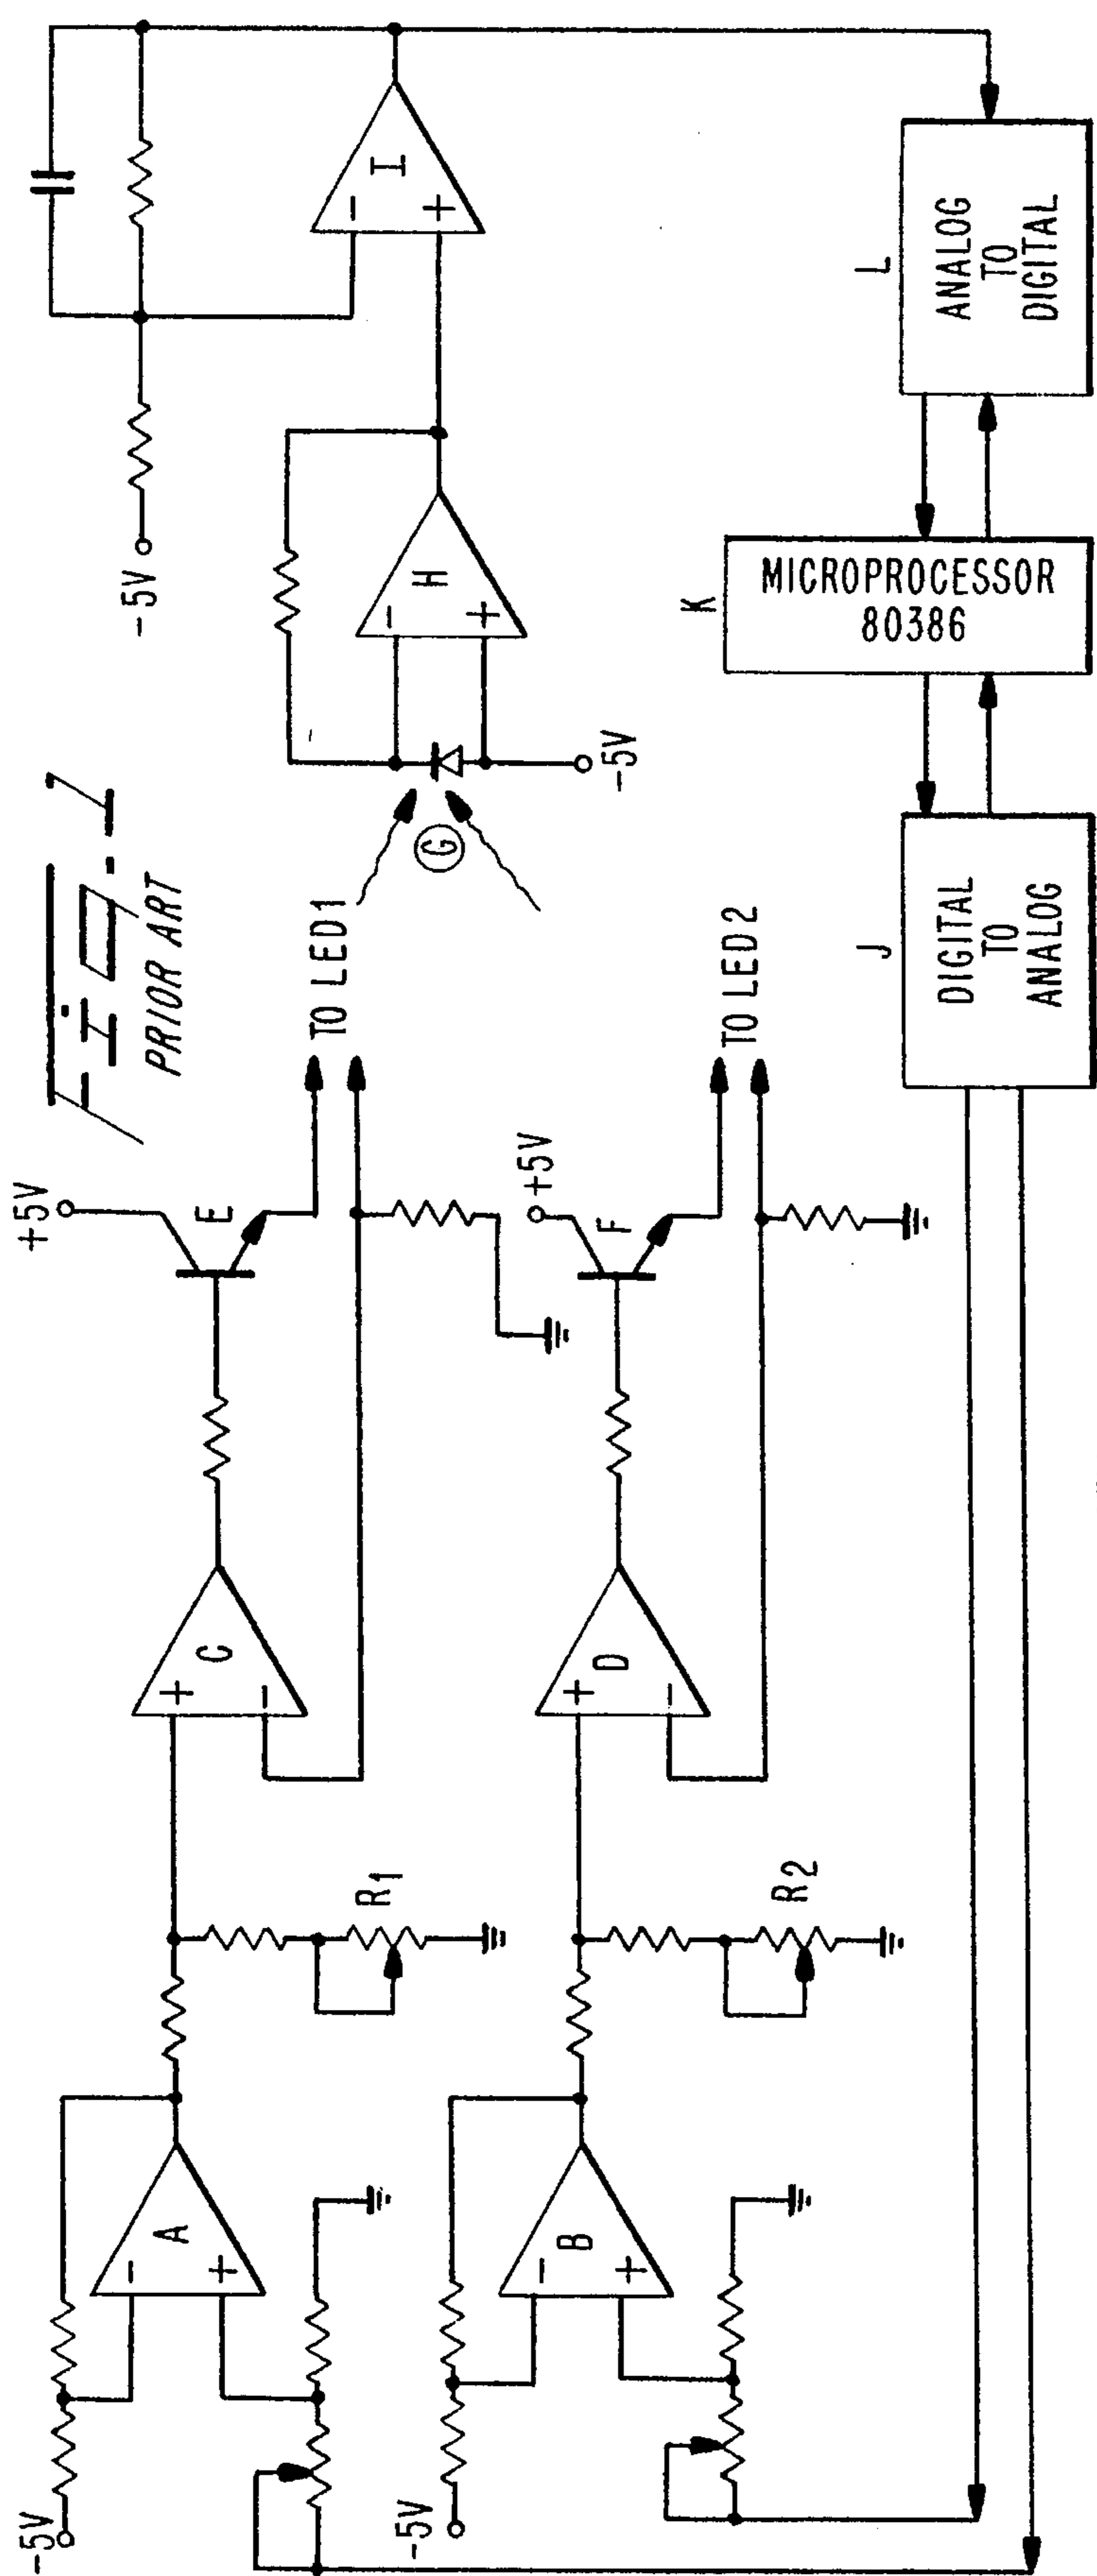 Fig-1
PRIOR ART
-5V
A
-
+
+
C
-
R1
+5V
E
TO LED1
-5V
B
-
+
+
D
-
R2
+5V
F
TO LED2
G
-5V
H
-
+
-5V
I
-
+
J
DIGITAL
TO
ANALOG
K
MICROPROCESSOR
80386
L
ANALOG
TO
DIGITAL